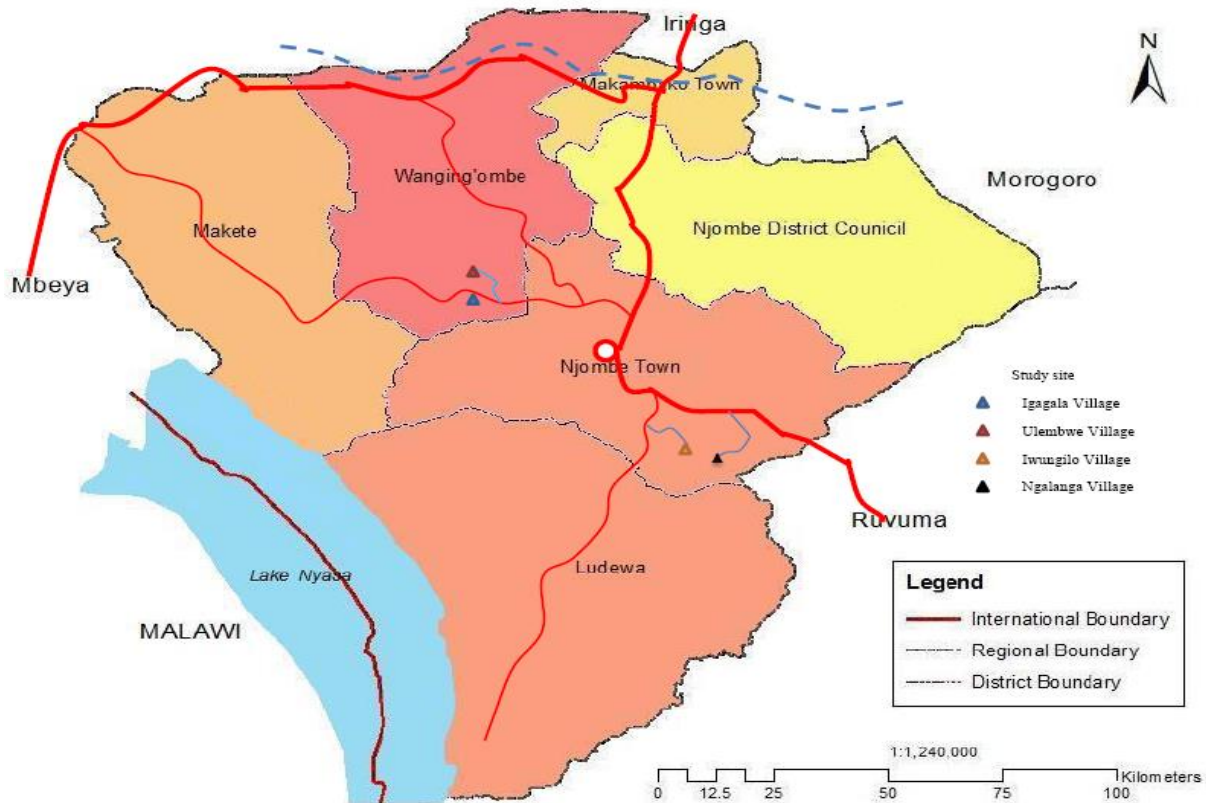 Iringa
N
Makambako Town
Morogoro
Wanging'ombe
Njombe District Counicil
Makete
Mbeya
Njombe Town
Study site
Igagala Village
Ulembwe Village
Iwungilo Village
Ngalanga Village
Ruvuma
Ludewa
Lake Nyasa
MALAWI
Legend
International Boundary
Regional Boundary
District Boundary
1:1,240,000
Kilometers
0 12.5 25 50 75 100